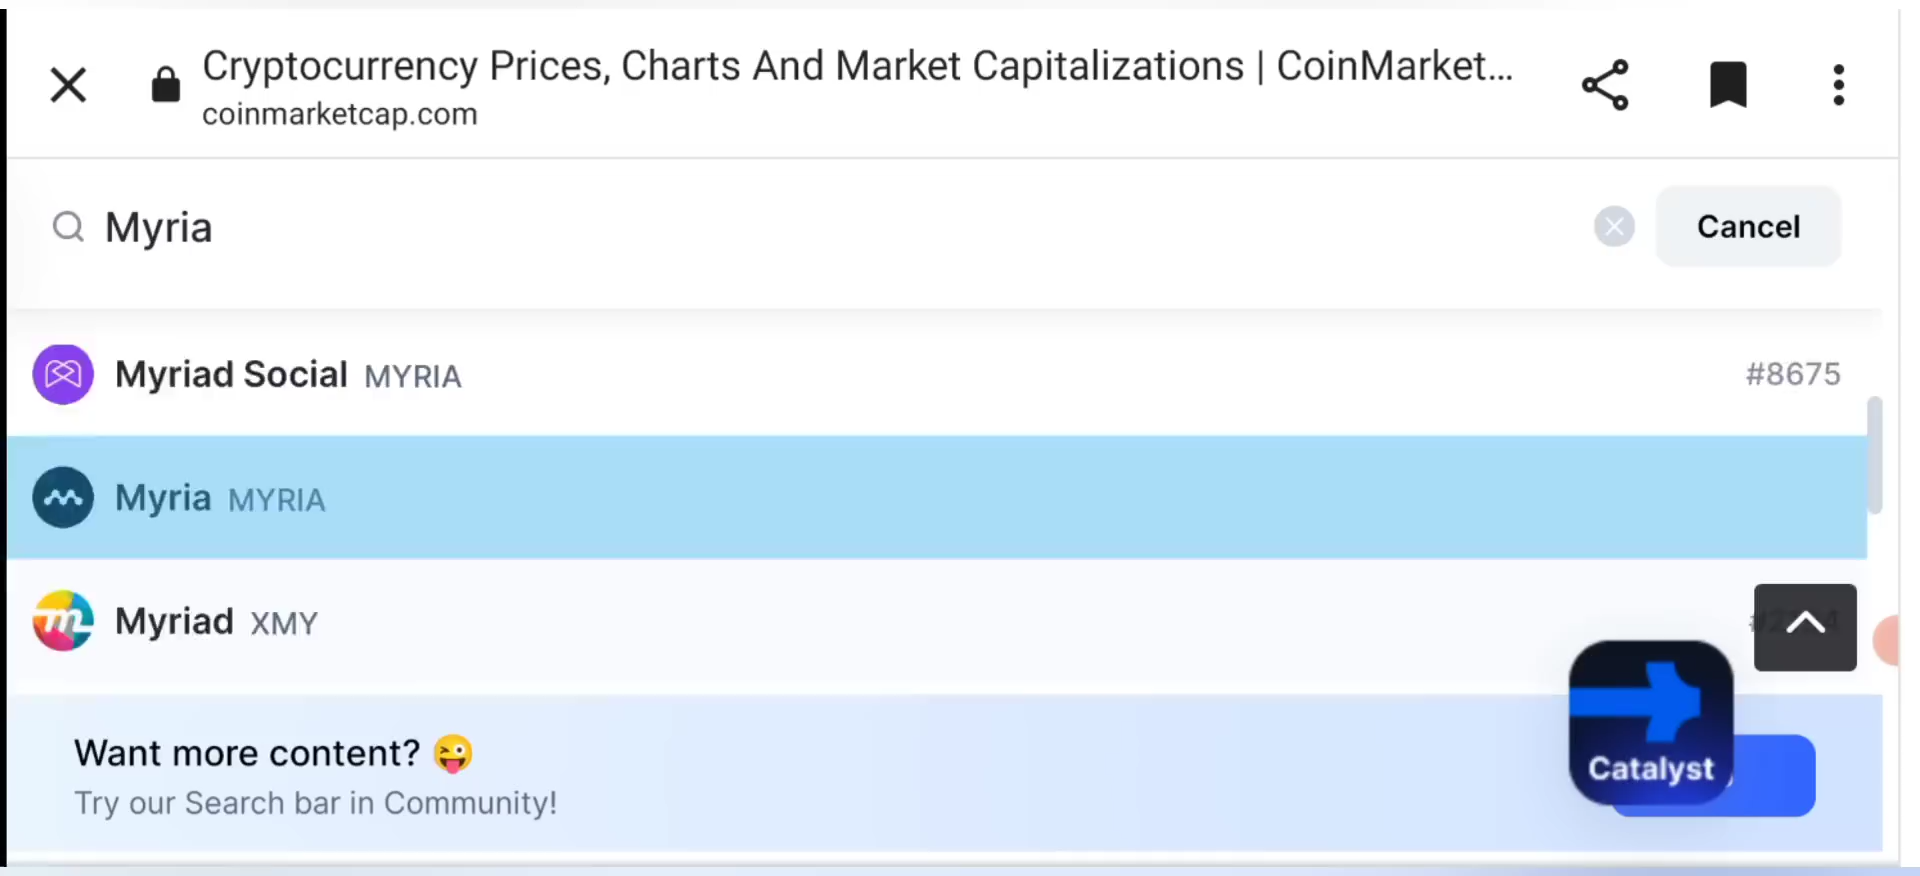 Cryptocurrency Prices, Charts And Market Capitalizations | CoinMarket...
coinmarketcap.com
Myria
Cancel
Myriad Social MYRIA #8675
Myria MYRIA
Myriad XMY
Want more content? 😜
Try our Search bar in Community!
Catalyst